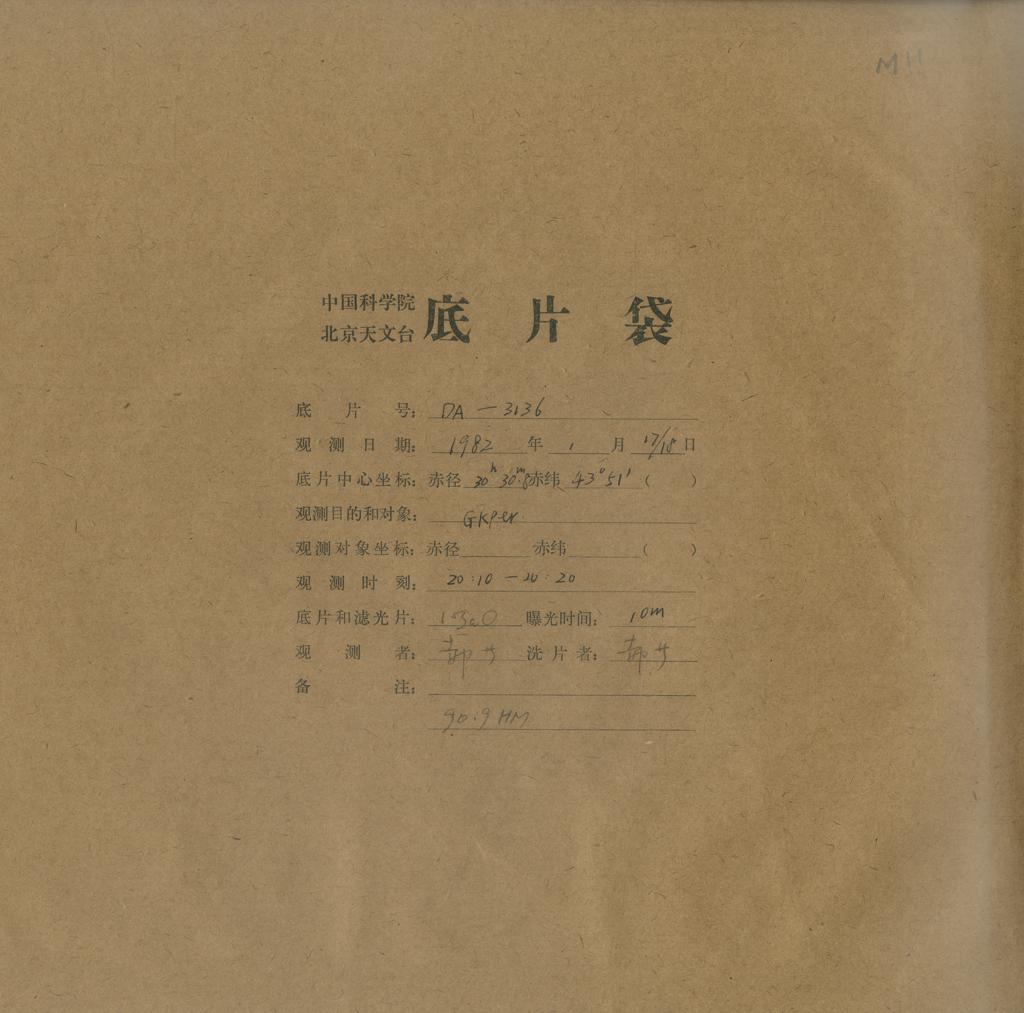 M11
中国科学院
北京天文台 底片袋
底片号: DA — 3136
观测日期: 1982 年 1 月 17/18 日
底片中心坐标: 赤径 30h 30m.8 赤纬 43° 51' ( )
观测目的和对象: GKPer
观测对象坐标: 赤径 赤纬 ( )
观测时刻: 20:10 — 20:20
底片和滤光片: 曝光时间: 10m
观测者: 洗片者:
备注:
90.9 HM